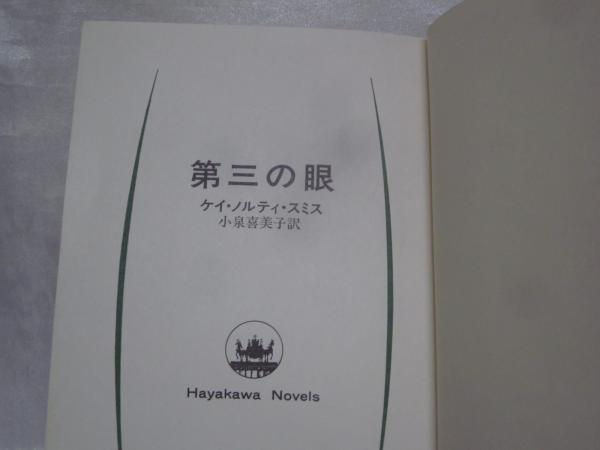 第三の眼
ケイ・ノルティ・スミス
小泉喜美子訳
Hayakawa Novels